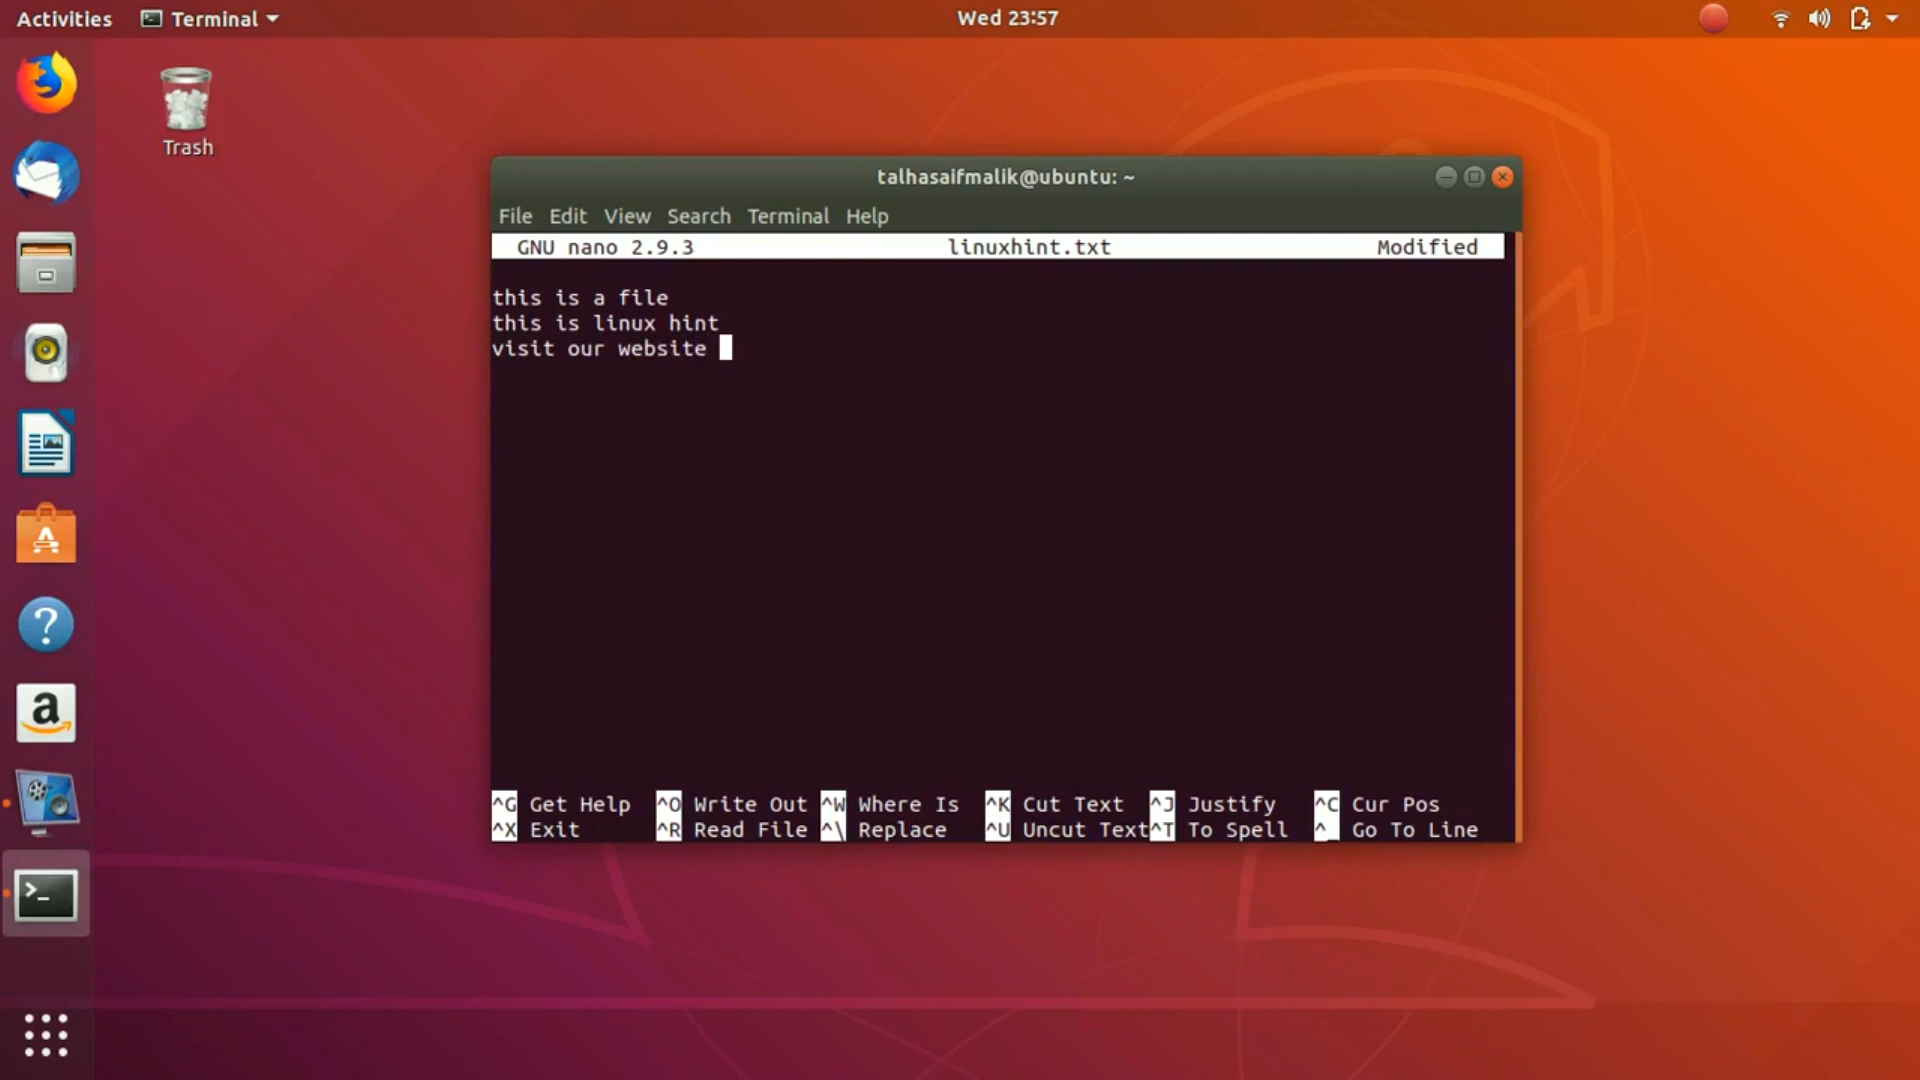 Activities Terminal Wed 23:57
Trash
talhasaifmalik@ubuntu: ~
File Edit View Search Terminal Help
GNU nano 2.9.3 linuxhint.txt Modified
this is a file
this is linux hint
visit our website
^G Get Help ^O Write Out ^W Where Is ^K Cut Text ^J Justify ^C Cur Pos
^X Exit ^R Read File ^\ Replace ^U Uncut Text ^T To Spell ^_ Go To Line